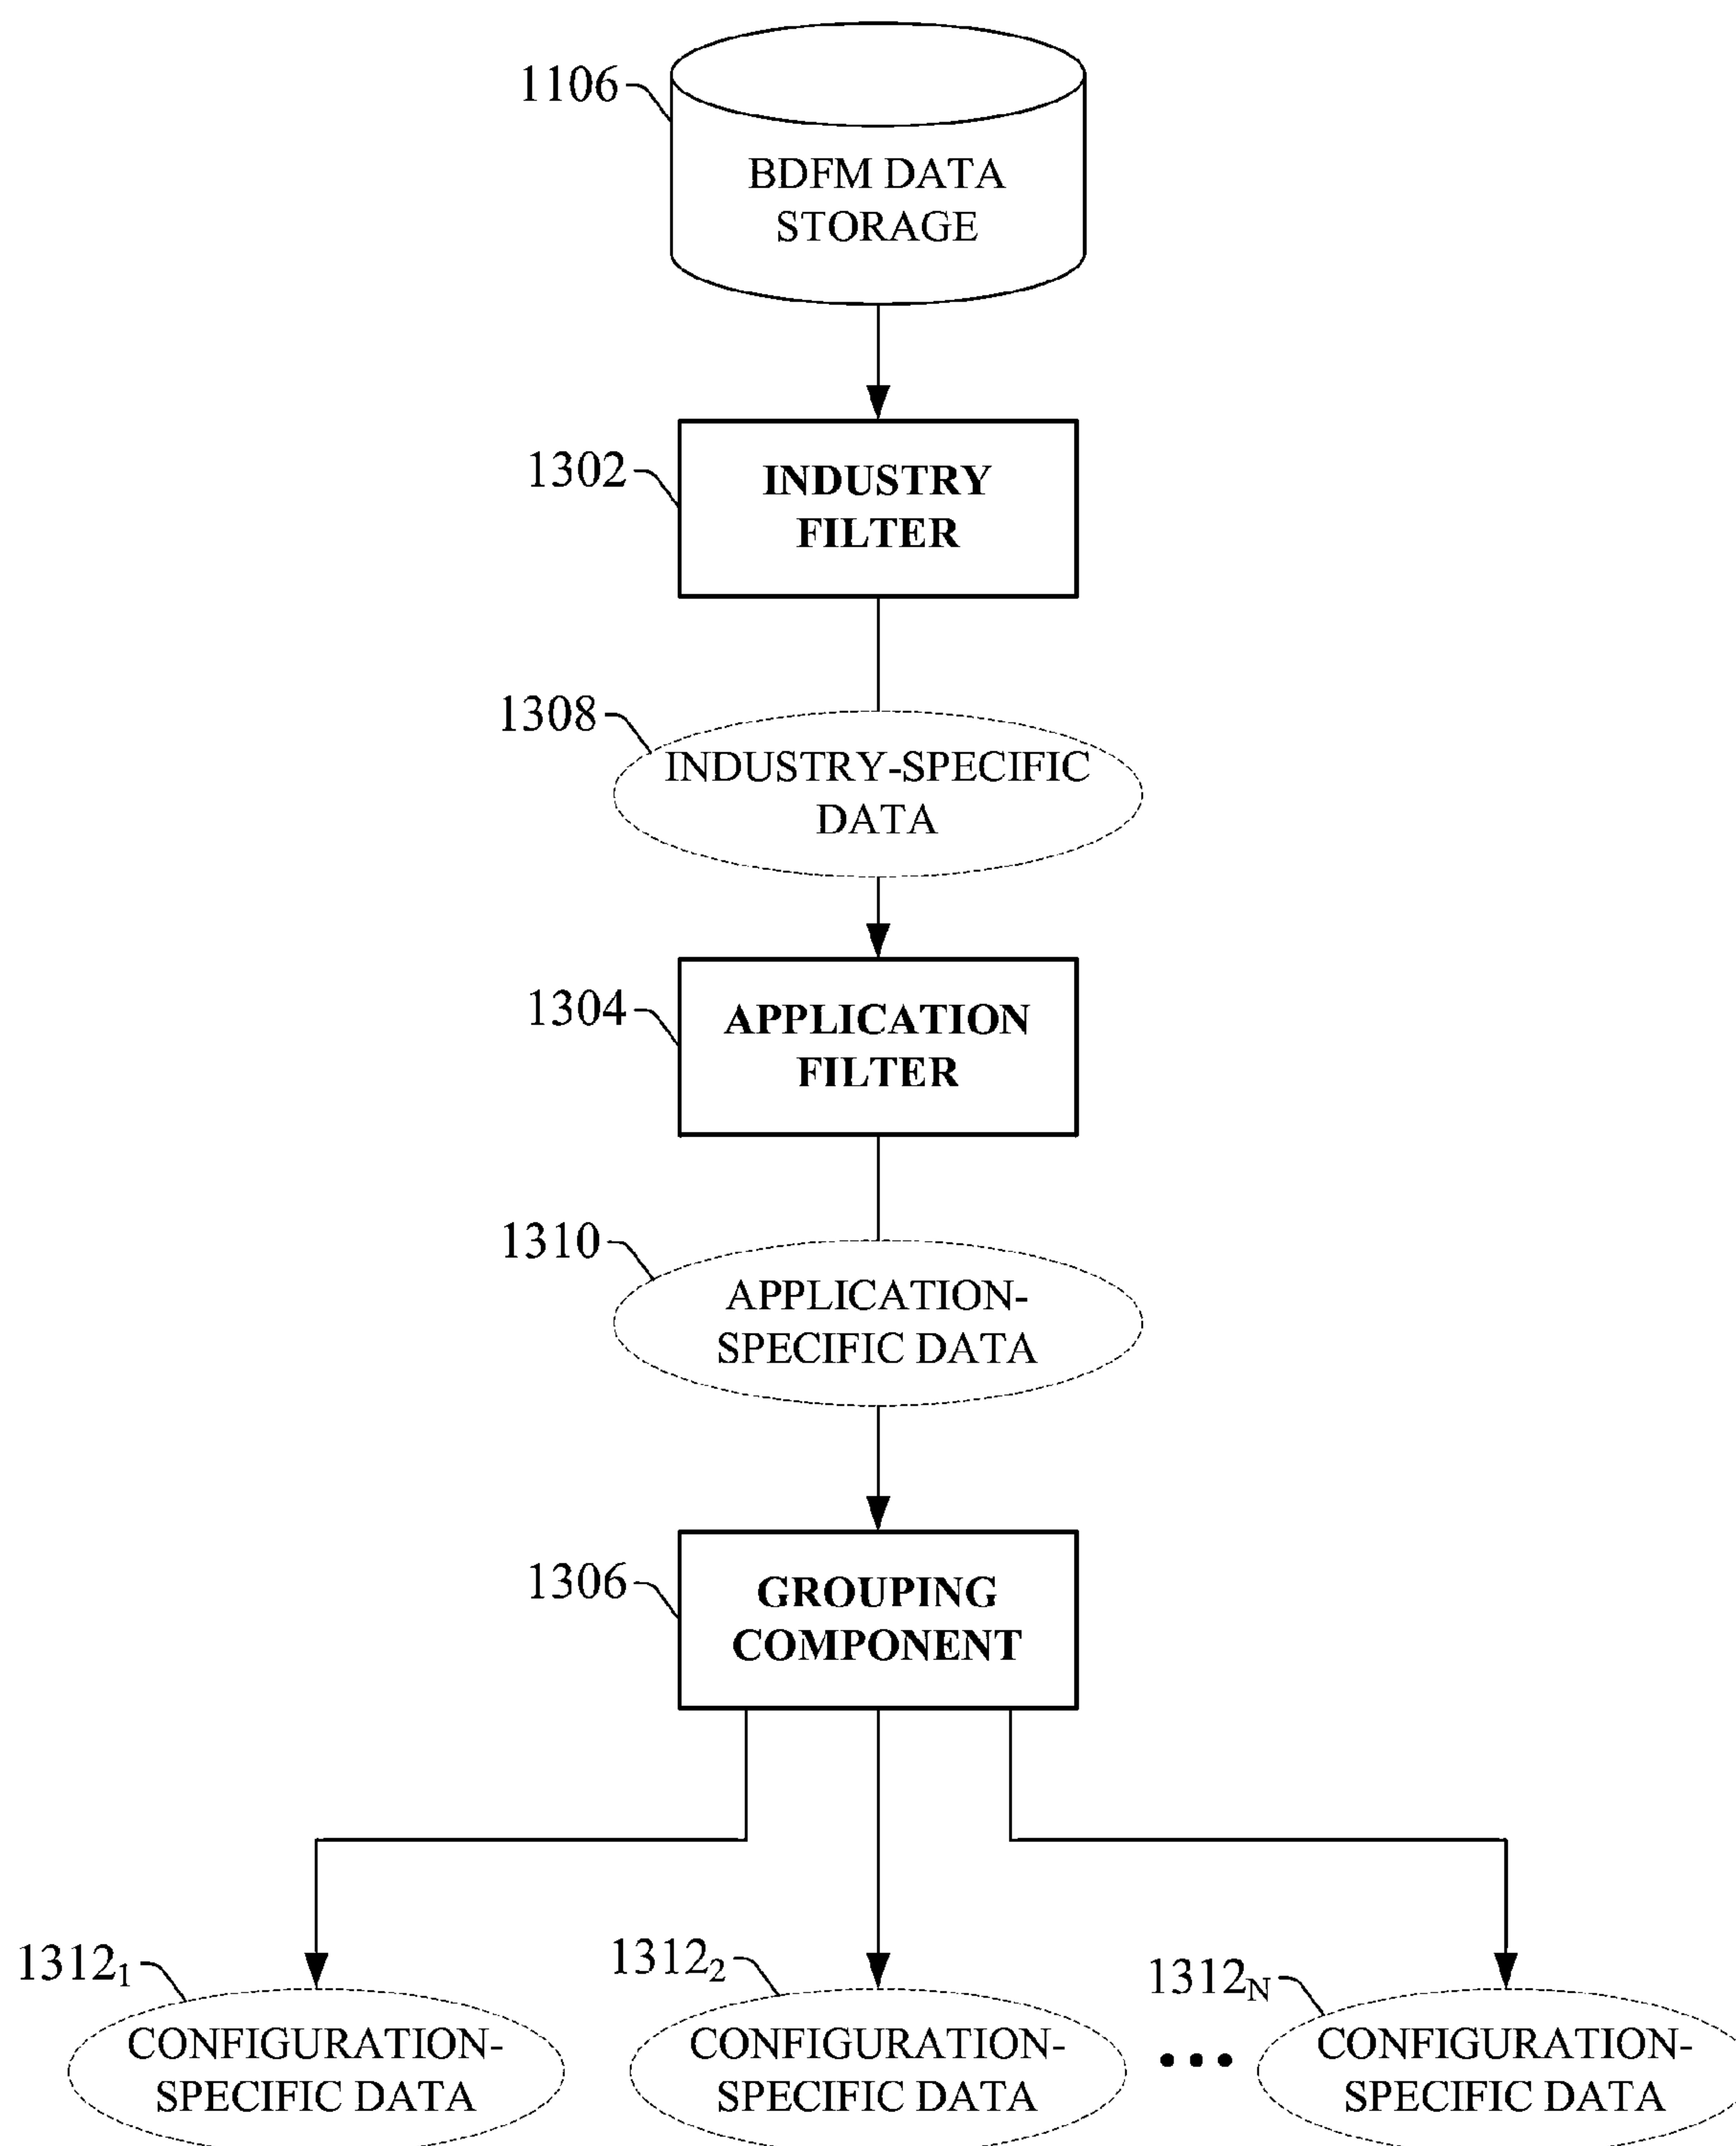 1106
BDFM DATA
STORAGE
1302
INDUSTRY
FILTER
1308
INDUSTRY-SPECIFIC
DATA
1304
APPLICATION
FILTER
1310
APPLICATION-
SPECIFIC DATA
1306
GROUPING
COMPONENT
1312₁
CONFIGURATION-
SPECIFIC DATA
1312₂
CONFIGURATION-
SPECIFIC DATA
•••
1312N
CONFIGURATION-
SPECIFIC DATA